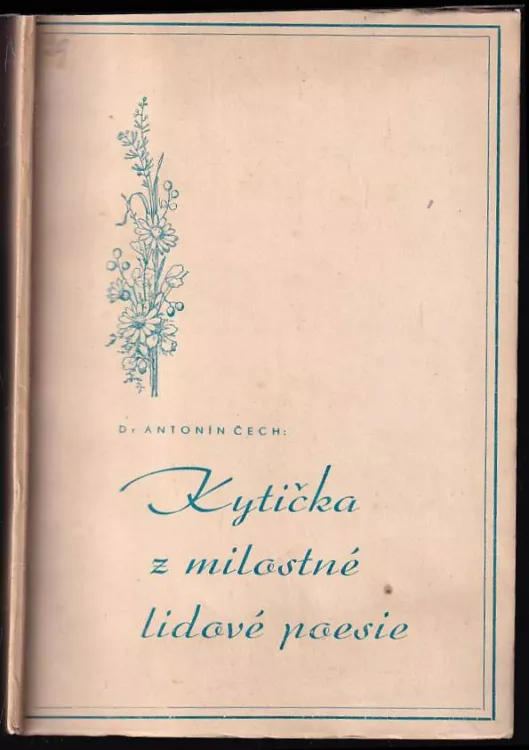 Dr ANTONÍN ČECH:
Kytička
z milostné
lidové poesie